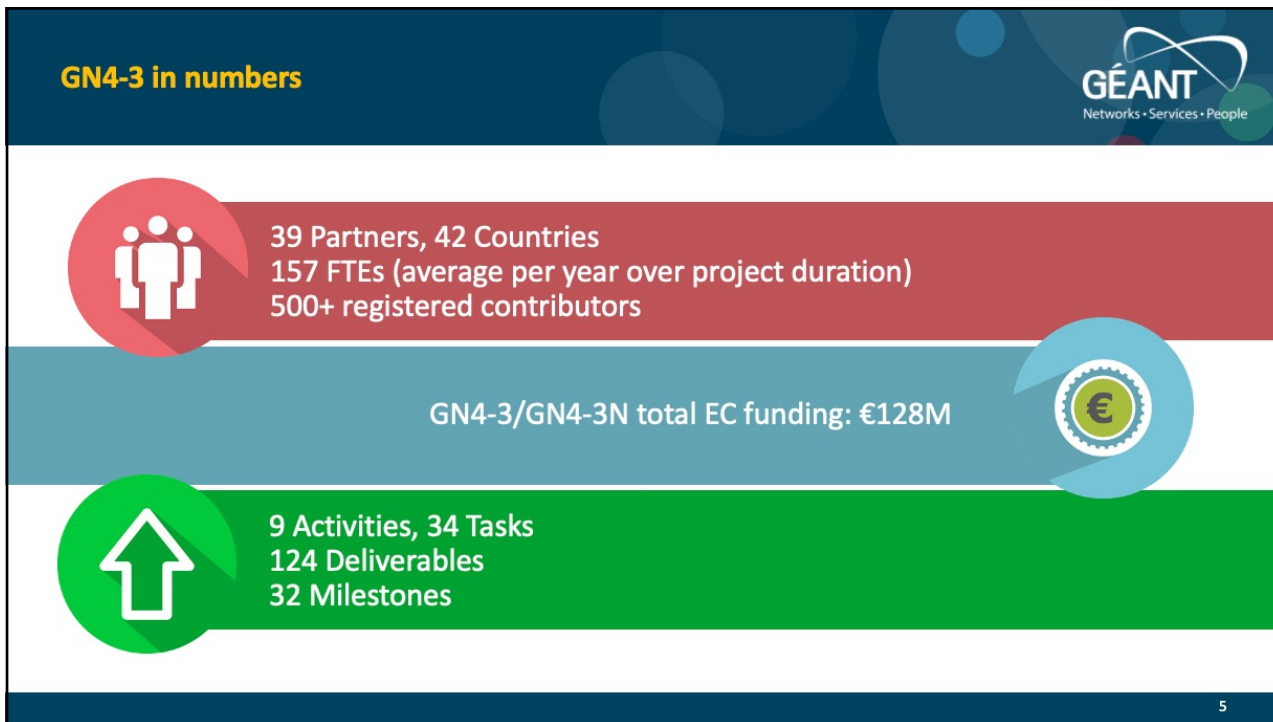 GN4-3 in numbers
GÉANT
Networks • Services • People
39 Partners, 42 Countries
157 FTEs (average per year over project duration)
500+ registered contributors
GN4-3/GN4-3N total EC funding: €128M
€
9 Activities, 34 Tasks
124 Deliverables
32 Milestones
5